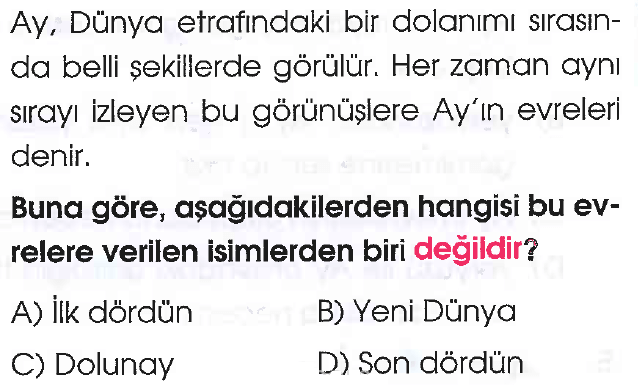 Ay, Dünya etrafındaki bir dolanımı sırasın-
da belli şekillerde görülür. Her zaman aynı
sırayı izleyen bu görünüşlere Ay'ın evreleri
denir.
Buna göre, aşağıdakilerden hangisi bu ev-
relere verilen isimlerden biri değildir?
A) İlk dördün B) Yeni Dünya
C) Dolunay D) Son dördün